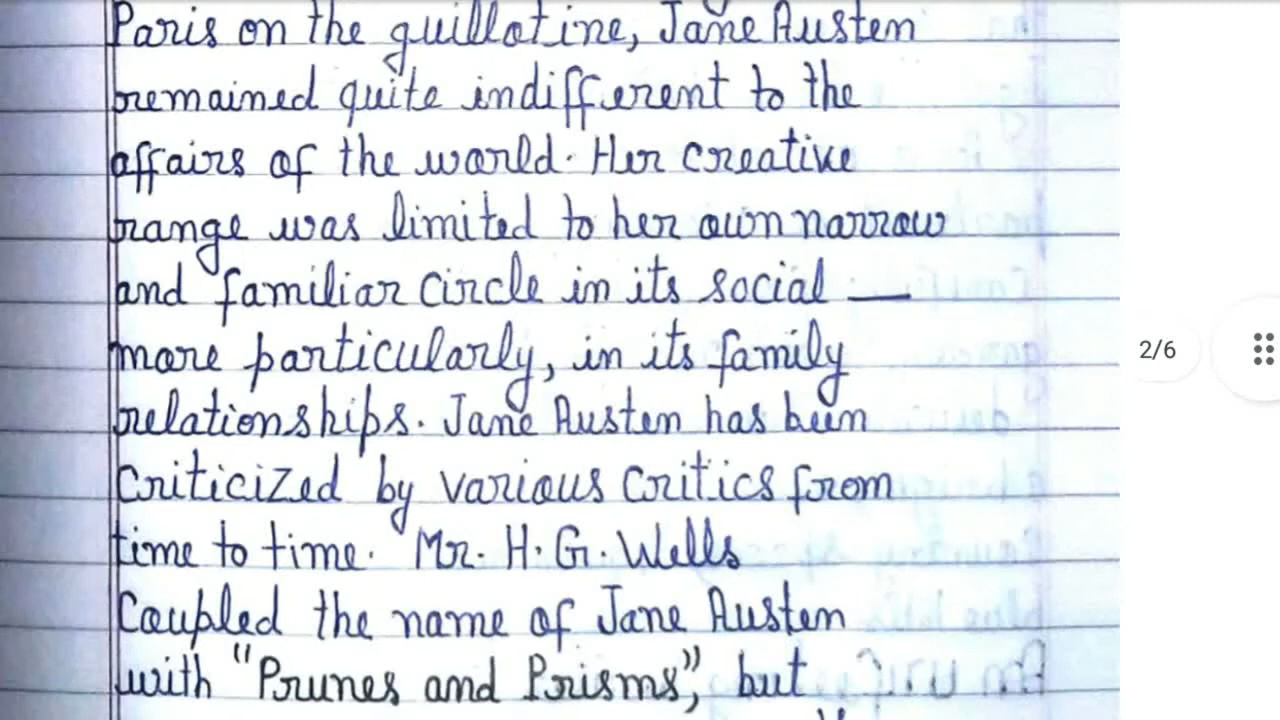 Paris on the guillotine, Jane Austen
remained quite indifferent to the
affairs of the world. Her creative
range was limited to her own narrow
and familiar circle in its social —
more particularly, in its family
relationships. Jane Austen has been
criticized by various critics from
time to time. Mr. H. G. Wells
Coupled the name of Jane Austen
with "Prunes and Prisms", but
2/6